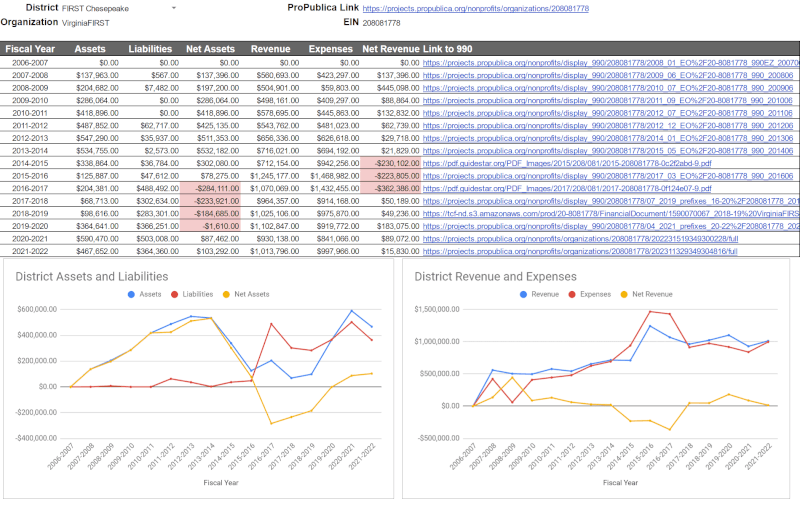 District FIRST Chesepeake ProPublica Link https://projects.propublica.org/nonprofits/organizations/208081778
Organization VirginiaFIRST EIN 208081778
Fiscal Year Assets Liabilities Net Assets Revenue Expenses Net Revenue Link to 990
2006-2007 $0.00 $0.00 $0.00 $0.00 $0.00 $0.00 https://projects.propublica.org/nonprofits/display_990/208081778/2008_01_EO%2F20-8081778_990EZ_200706
2007-2008 $137,963.00 $567.00 $137,396.00 $560,693.00 $423,297.00 $137,396.00 https://projects.propublica.org/nonprofits/display_990/208081778/2009_06_EO%2F20-8081778_990_200806
2008-2009 $204,682.00 $7,482.00 $197,200.00 $504,901.00 $59,803.00 $445,098.00 https://projects.propublica.org/nonprofits/display_990/208081778/2010_07_EO%2F20-8081778_990_200906
2009-2010 $286,064.00 $0.00 $286,064.00 $498,161.00 $409,297.00 $88,864.00 https://projects.propublica.org/nonprofits/display_990/208081778/2011_09_EO%2F20-8081778_990_201006
2010-2011 $418,896.00 $0.00 $418,896.00 $578,695.00 $445,863.00 $132,832.00 https://projects.propublica.org/nonprofits/display_990/208081778/2012_07_EO%2F20-8081778_990_201106
2011-2012 $487,852.00 $62,717.00 $425,135.00 $543,762.00 $481,023.00 $62,739.00 https://projects.propublica.org/nonprofits/display_990/208081778/2012_12_EO%2F20-8081778_990_201206
2012-2013 $547,290.00 $35,937.00 $511,353.00 $656,336.00 $626,618.00 $29,718.00 https://projects.propublica.org/nonprofits/display_990/208081778/2014_01_EO%2F20-8081778_990_201306
2013-2014 $534,755.00 $2,573.00 $532,182.00 $716,021.00 $694,192.00 $21,829.00 https://projects.propublica.org/nonprofits/display_990/208081778/2015_05_EO%2F20-8081778_990_201406
2014-2015 $338,864.00 $36,784.00 $302,080.00 $712,154.00 $942,256.00 -$230,102.00 https://pdf.guidestar.org/PDF_Images/2015/208/081/2015-208081778-0c2f2abd-9.pdf
2015-2016 $125,887.00 $47,612.00 $78,275.00 $1,245,177.00 $1,468,982.00 -$223,805.00 https://projects.propublica.org/nonprofits/display_990/208081778/2017_03_EO%2F20-8081778_990_201606
2016-2017 $204,381.00 $488,492.00 -$284,111.00 $1,070,069.00 $1,432,455.00 -$362,386.00 https://pdf.guidestar.org/PDF_Images/2017/208/081/2017-208081778-0f124e07-9.pdf
2017-2018 $68,713.00 $302,634.00 -$233,921.00 $964,357.00 $914,168.00 $50,189.00 https://projects.propublica.org/nonprofits/display_990/208081778/07_2019_prefixes_16-20%2F208081778_201
2018-2019 $98,616.00 $283,301.00 -$184,685.00 $1,025,106.00 $975,870.00 $49,236.00 https://tcf-nd.s3.amazonaws.com/prod/20-8081778/FinancialDocument/1590070067_2018-19%20VirginiaFIRS
2019-2020 $364,641.00 $366,251.00 -$1,610.00 $1,102,847.00 $919,772.00 $183,075.00 https://projects.propublica.org/nonprofits/display_990/208081778/04_2021_prefixes_20-22%2F208081778_202
2020-2021 $590,470.00 $503,008.00 $87,462.00 $930,138.00 $841,066.00 $89,072.00 https://projects.propublica.org/nonprofits/organizations/208081778/202231519349300228/full
2021-2022 $467,652.00 $364,360.00 $103,292.00 $1,013,796.00 $997,966.00 $15,830.00 https://projects.propublica.org/nonprofits/organizations/208081778/202311329349304816/full
District Assets and Liabilities
Assets Liabilities Net Assets
$600,000.00
$400,000.00
$200,000.00
$0.00
-$200,000.00
-$400,000.00
2006-2007 2007-2008 2008-2009 2009-2010 2010-2011 2011-2012 2012-2013 2013-2014 2014-2015 2015-2016 2016-2017 2017-2018 2018-2019 2019-2020 2020-2021 2021-2022
Fiscal Year
District Revenue and Expenses
Revenue Expenses Net Revenue
$1,500,000.00
$1,000,000.00
$500,000.00
$0.00
-$500,000.00
2006-2007 2007-2008 2008-2009 2009-2010 2010-2011 2011-2012 2012-2013 2013-2014 2014-2015 2015-2016 2016-2017 2017-2018 2018-2019 2019-2020 2020-2021 2021-2022
Fiscal Year